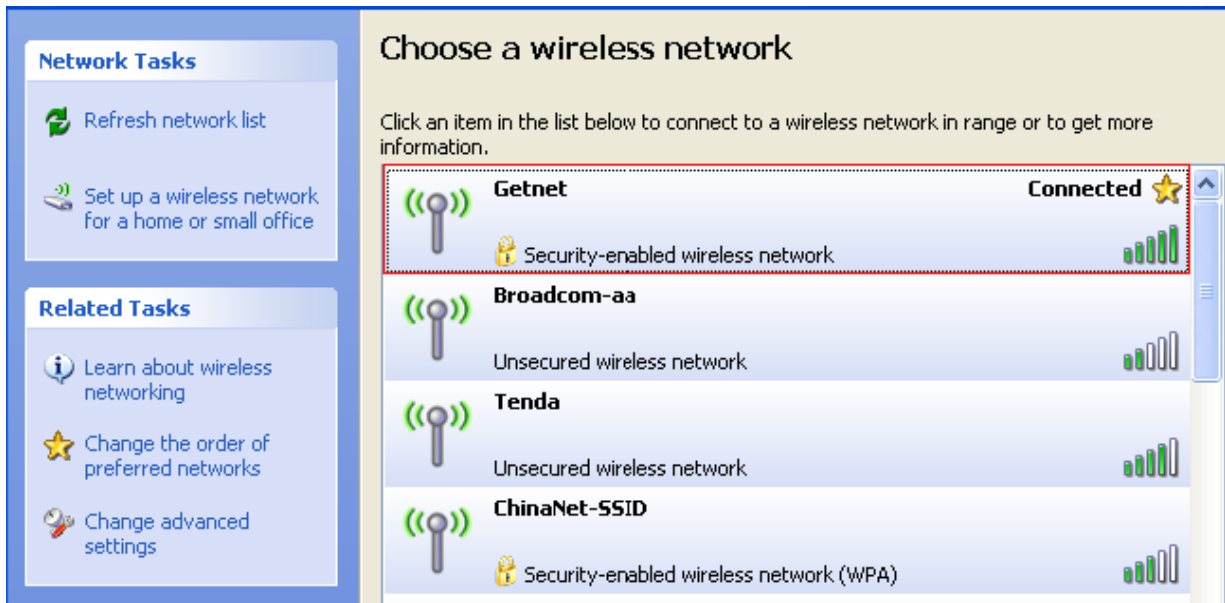 Network Tasks
Refresh network list
Set up a wireless network
for a home or small office
Related Tasks
Learn about wireless
networking
Change the order of
preferred networks
Change advanced
settings
Choose a wireless network
Click an item in the list below to connect to a wireless network in range or to get more
information.
Getnet Connected
Security-enabled wireless network
Broadcom-aa
Unsecured wireless network
Tenda
Unsecured wireless network
ChinaNet-SSID
Security-enabled wireless network (WPA)